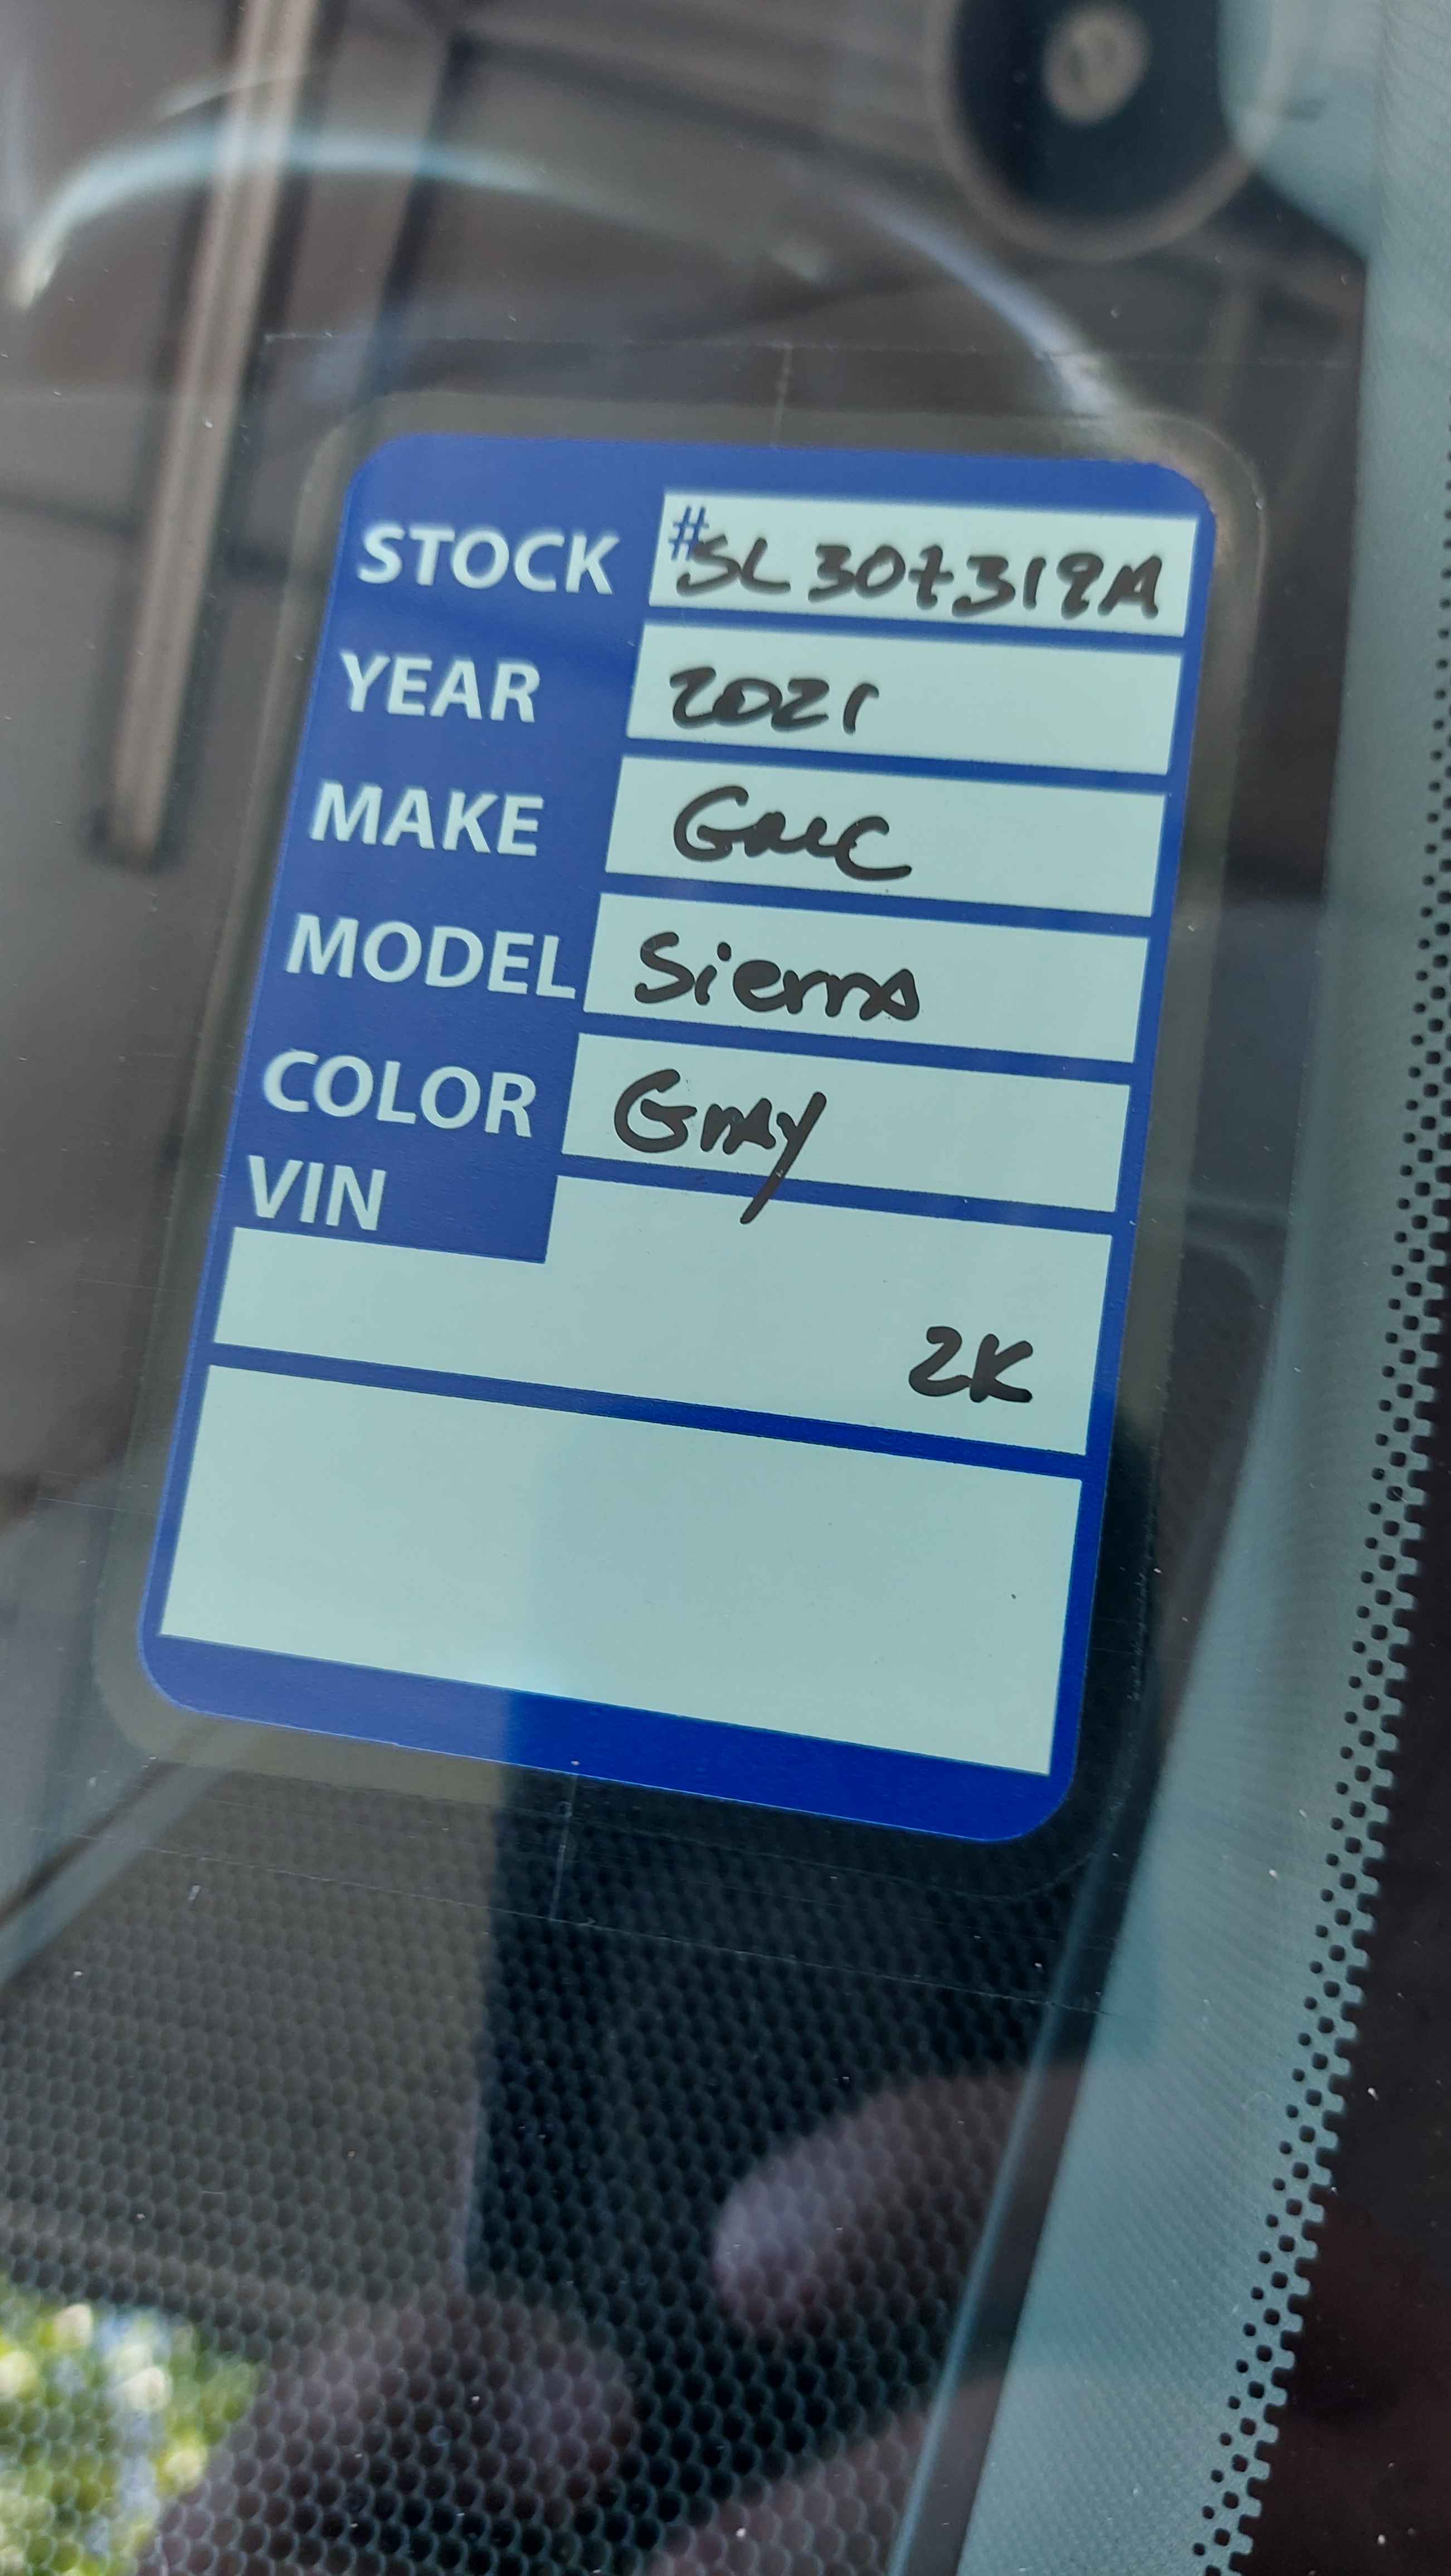 STOCK #SL307319A
YEAR 2021
MAKE GMC
MODEL Sierra
COLOR Gray
VIN
2K